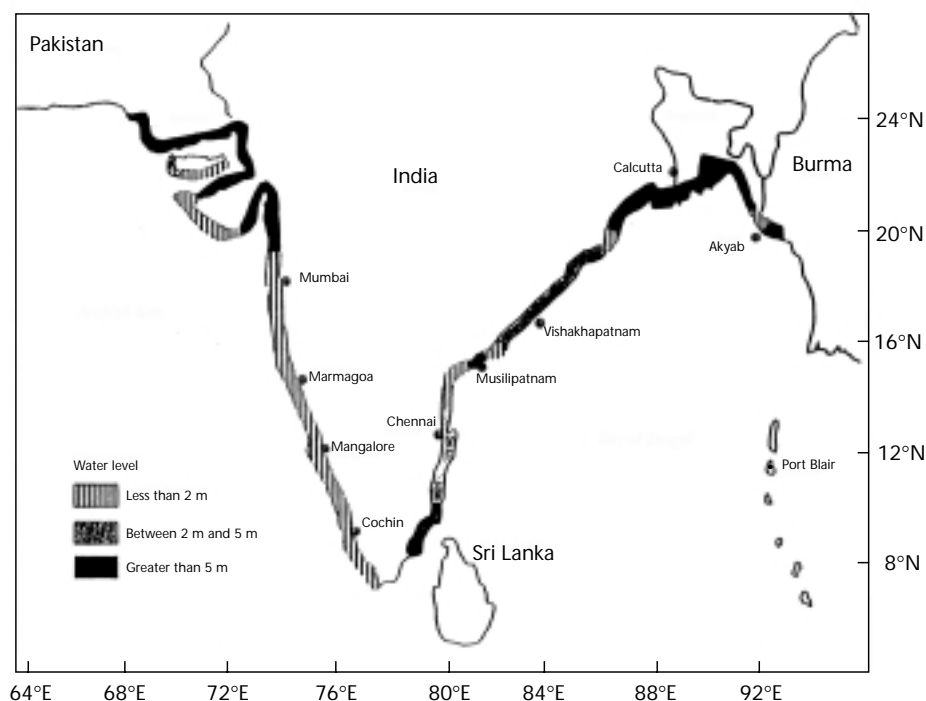 Pakistan
24°N
Calcutta
Burma
India
20°N
Akyab
Mumbai
Vishakhapatnam
16°N
Marmagoa
Musilipatnam
Chennai
Mangalore
12°N
Water level
Port Blair
Less than 2 m
Cochin
Between 2 m and 5 m
Sri Lanka
Greater than 5 m
8°N
64°E 68°E 72°E 76°E 80°E 84°E 88°E 92°E